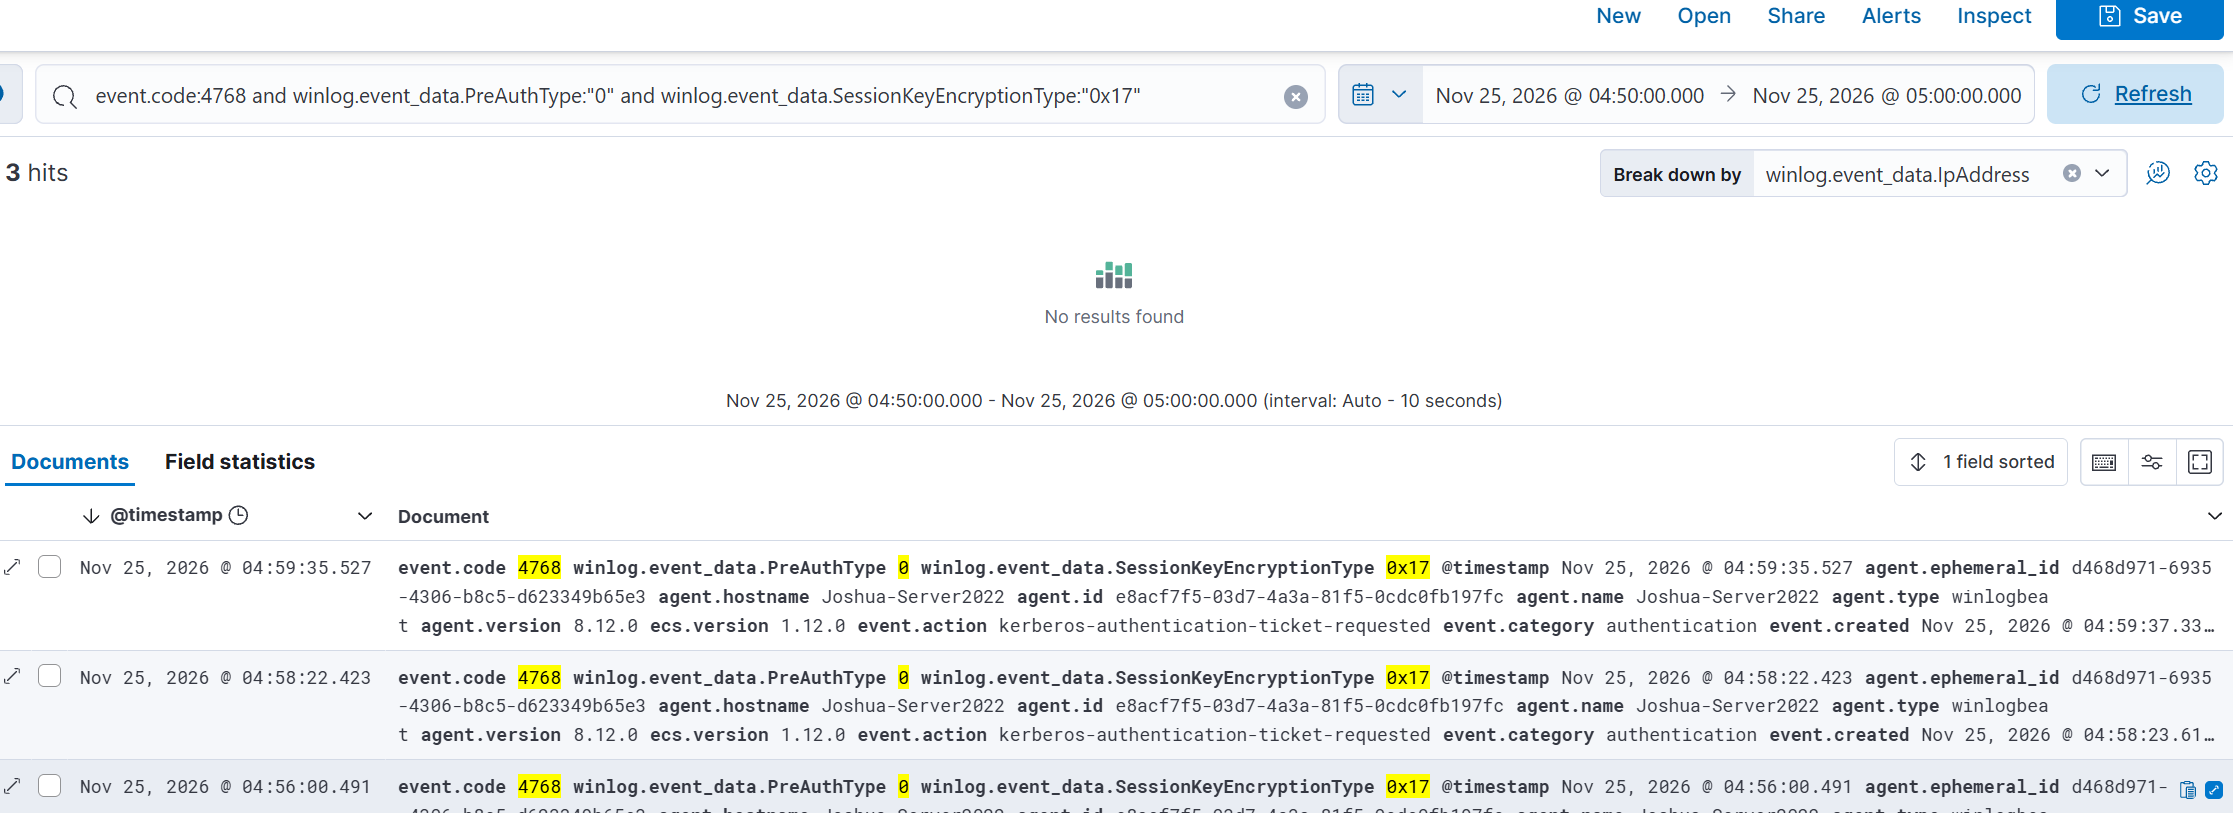 New Open Share Alerts Inspect Save
event.code:4768 and winlog.event_data.PreAuthType:"0" and winlog.event_data.SessionKeyEncryptionType:"0x17"
Nov 25, 2026 @ 04:50:00.000 → Nov 25, 2026 @ 05:00:00.000
Refresh
3 hits
Break down by winlog.event_data.IpAddress
No results found
Nov 25, 2026 @ 04:50:00.000 - Nov 25, 2026 @ 05:00:00.000 (interval: Auto - 10 seconds)
Documents Field statistics
1 field sorted
@timestamp Document
Nov 25, 2026 @ 04:59:35.527
event.code 4768 winlog.event_data.PreAuthType 0 winlog.event_data.SessionKeyEncryptionType 0x17 @timestamp Nov 25, 2026 @ 04:59:35.527 agent.ephemeral_id d468d971-6935
-4306-b8c5-d623349b65e3 agent.hostname Joshua-Server2022 agent.id e8acf7f5-03d7-4a3a-81f5-0cdc0fb197fc agent.name Joshua-Server2022 agent.type winlogbea
t agent.version 8.12.0 ecs.version 1.12.0 event.action kerberos-authentication-ticket-requested event.category authentication event.created Nov 25, 2026 @ 04:59:37.33…
Nov 25, 2026 @ 04:58:22.423
event.code 4768 winlog.event_data.PreAuthType 0 winlog.event_data.SessionKeyEncryptionType 0x17 @timestamp Nov 25, 2026 @ 04:58:22.423 agent.ephemeral_id d468d971-6935
-4306-b8c5-d623349b65e3 agent.hostname Joshua-Server2022 agent.id e8acf7f5-03d7-4a3a-81f5-0cdc0fb197fc agent.name Joshua-Server2022 agent.type winlogbea
t agent.version 8.12.0 ecs.version 1.12.0 event.action kerberos-authentication-ticket-requested event.category authentication event.created Nov 25, 2026 @ 04:58:23.61…
Nov 25, 2026 @ 04:56:00.491
event.code 4768 winlog.event_data.PreAuthType 0 winlog.event_data.SessionKeyEncryptionType 0x17 @timestamp Nov 25, 2026 @ 04:56:00.491 agent.ephemeral_id d468d971-